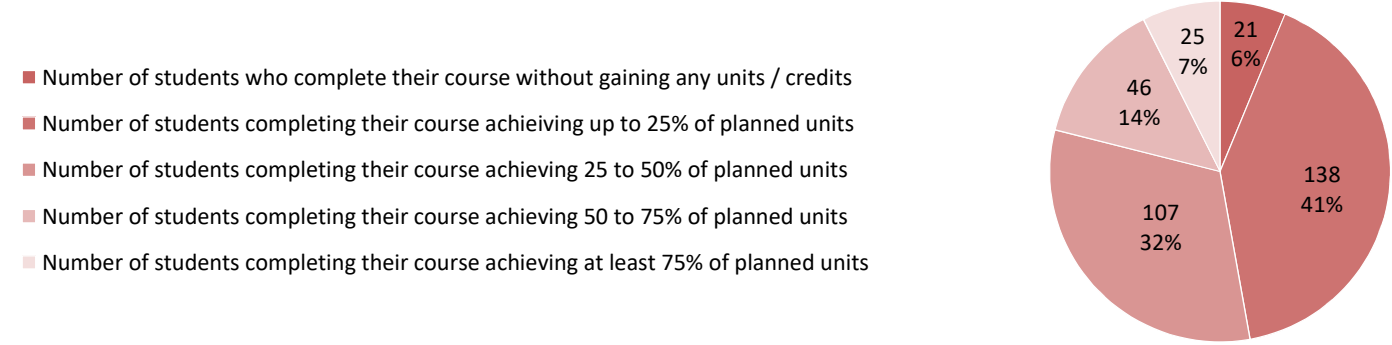 Number of students who complete their course without gaining any units / credits
Number of students completing their course achieiving up to 25% of planned units
Number of students completing their course achieving 25 to 50% of planned units
Number of students completing their course achieving 50 to 75% of planned units
Number of students completing their course achieving at least 75% of planned units
21
6%
138
41%
107
32%
46
14%
25
7%